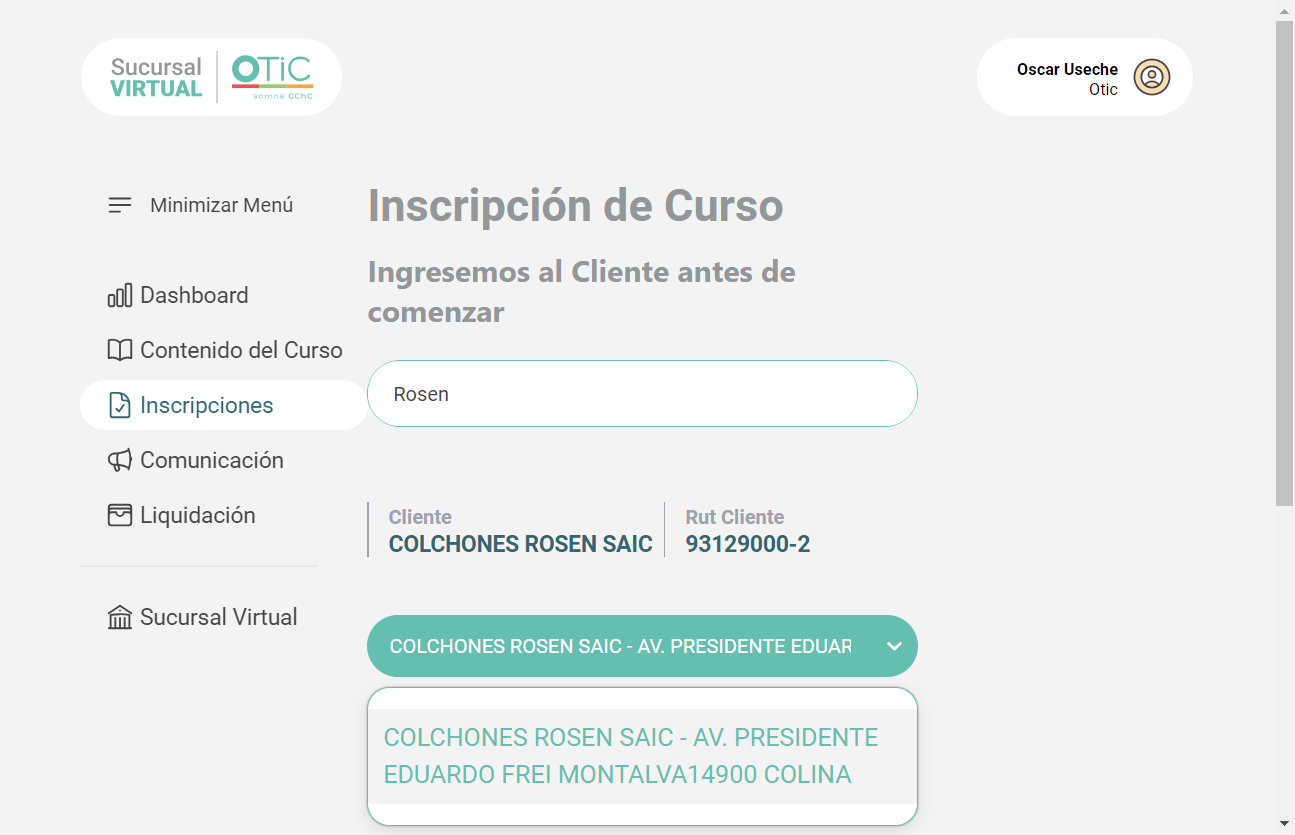 Sucursal
VIRTUAL
OTiC
somos CChC
Oscar Useche
Otic
Minimizar Menú
Dashboard
Contenido del Curso
Inscripciones
Comunicación
Liquidación
Sucursal Virtual
Inscripción de Curso
Ingresemos al Cliente antes de
comenzar
Rosen
Cliente
COLCHONES ROSEN SAIC
Rut Cliente
93129000-2
COLCHONES ROSEN SAIC - AV. PRESIDENTE EDUAR
COLCHONES ROSEN SAIC - AV. PRESIDENTE
EDUARDO FREI MONTALVA14900 COLINA